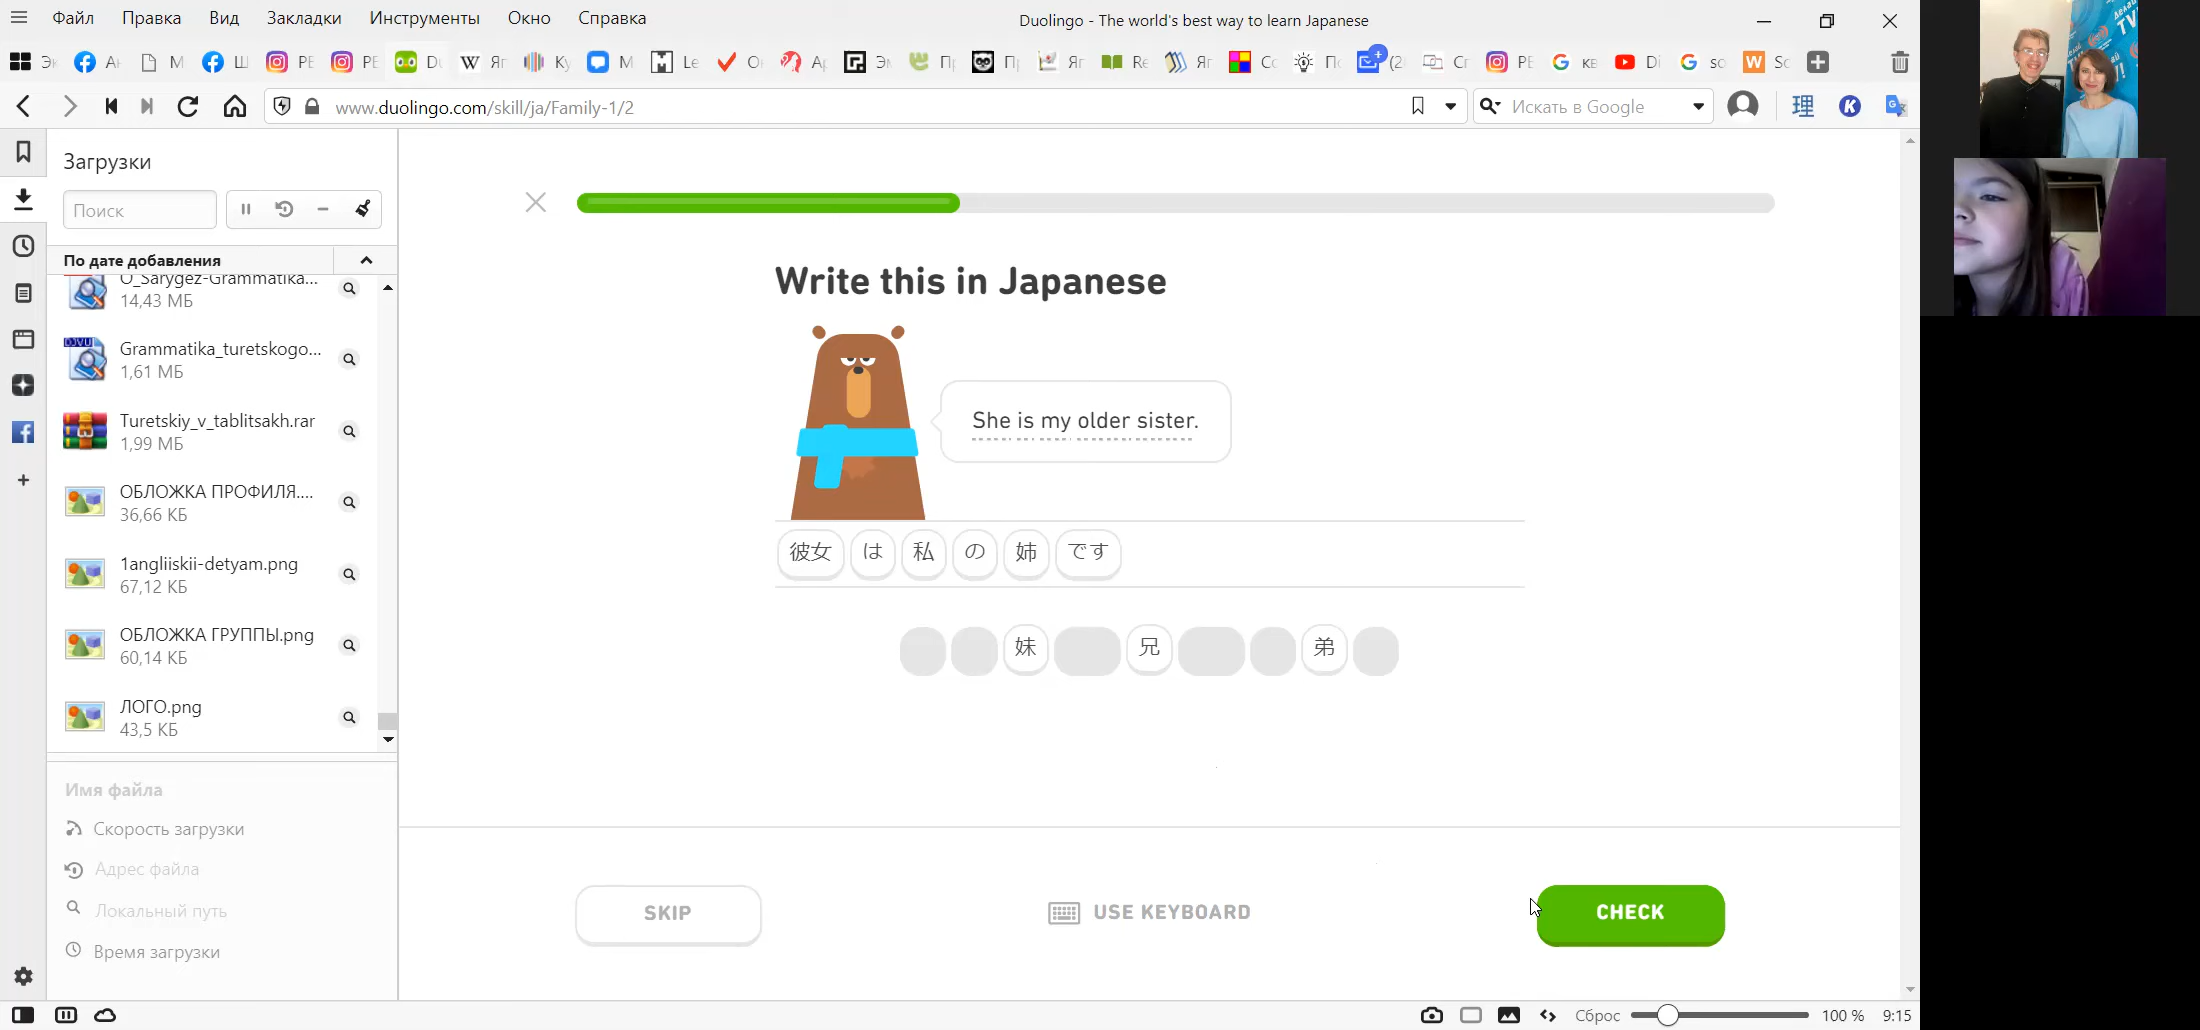 Файл Правка Вид Закладки Инструменты Окно Справка
Duolingo - The world's best way to learn Japanese
www.duolingo.com/skill/ja/Family-1/2
Искать в Google
Загрузки
Поиск
По дате добавления
O_Sarygez-Grammatika...
14,43 МБ
Grammatika_turetskogo...
1,61 МБ
Turetskiy_v_tablitsakh.rar
1,99 МБ
ОБЛОЖКА ПРОФИЛЯ....
36,66 КБ
1angliiskii-detyam.png
67,12 КБ
ОБЛОЖКА ГРУППЫ.png
60,14 КБ
ЛОГО.png
43,5 КБ
Имя файла
Скорость загрузки
Адрес файла
Локальный путь
Время загрузки
Write this in Japanese
She is my older sister.
彼女 は 私 の 姉 です
妹 兄 弟
SKIP
USE KEYBOARD
CHECK
Сброс
100 %
9:15